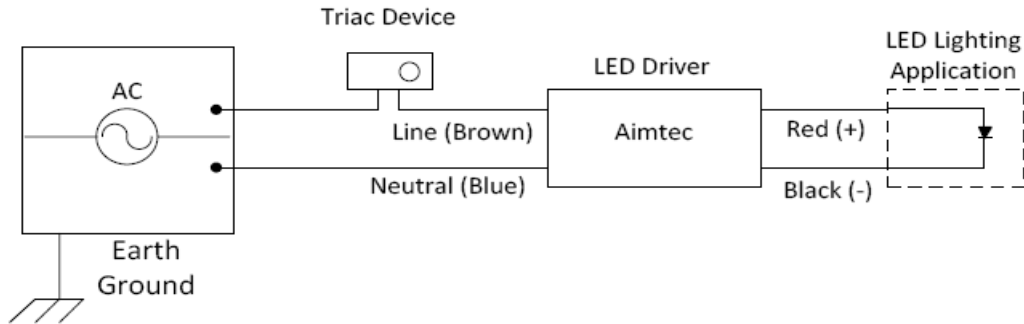 Triac Device
LED Lighting
Application
LED Driver
AC
Line (Brown)
Aimtec
Red (+)
Neutral (Blue)
Black (-)
Earth
Ground